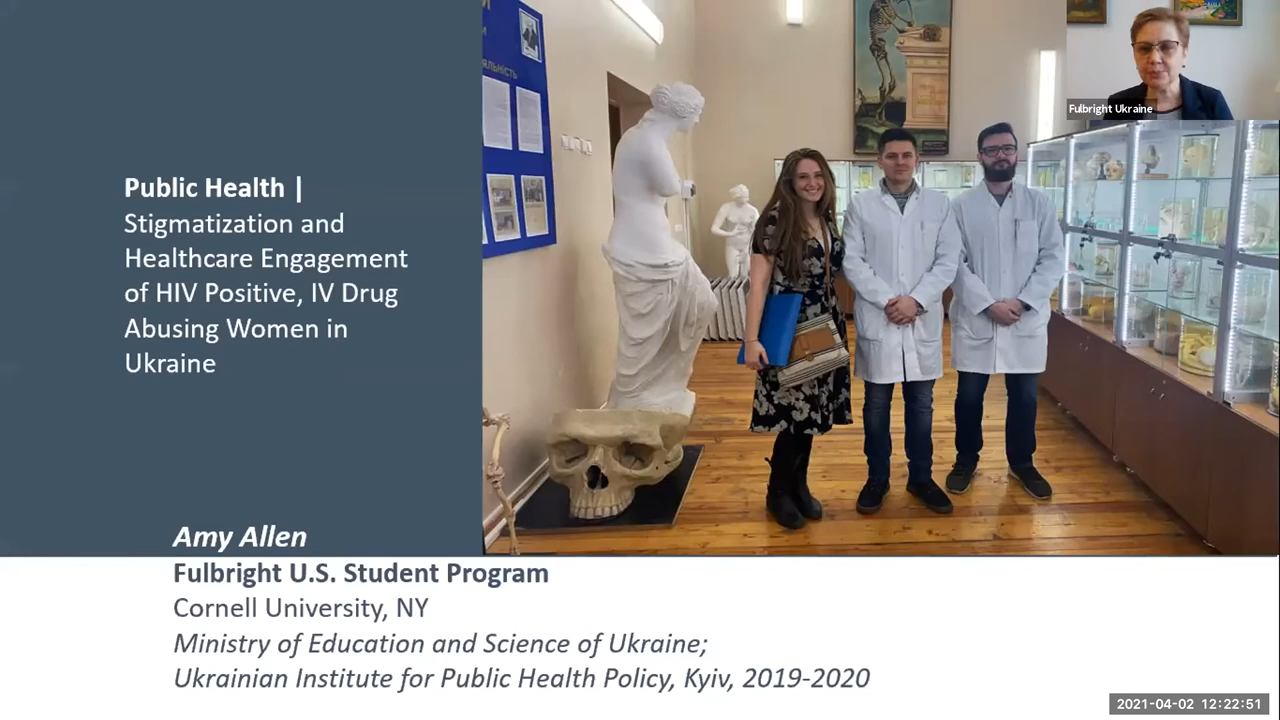 ЯЛЬНІСТЬ
Fulbright Ukraine
Public Health |
Stigmatization and
Healthcare Engagement
of HIV Positive, IV Drug
Abusing Women in
Ukraine
Amy Allen
Fulbright U.S. Student Program
Cornell University, NY
Ministry of Education and Science of Ukraine;
Ukrainian Institute for Public Health Policy, Kyiv, 2019-2020
2021-04-02 12:22:51